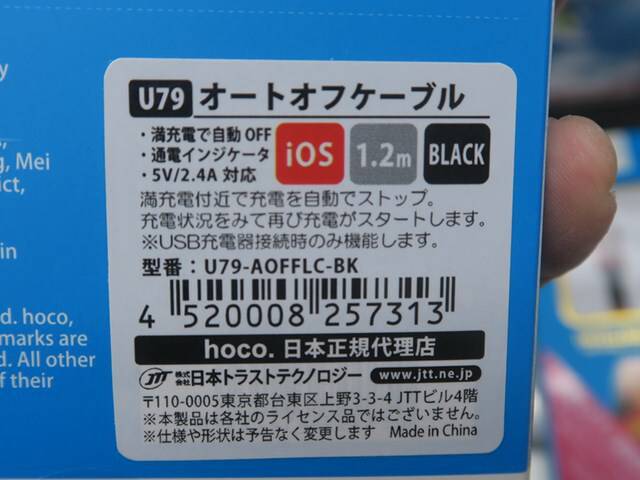 U79 オートオフケーブル
・満充電で自動OFF
・通電インジケータ
・5V/2.4A 対応
iOS
1.2m
BLACK
満充電付近で充電を自動でストップ。
充電状況をみて再び充電がスタートします。
※USB充電器接続時のみ機能します。
型番：U79-AOFFLC-BK
4 520008 257313
hoco. 日本正規代理店
JTT 株式会社日本トラストテクノロジー www.jtt.ne.jp
〒110-0005東京都台東区上野3-3-4 JTTビル4階
※本製品は各社のライセンス品ではございません。
※仕様や形状は予告なく変更します Made in China
y
g, Mei
ict,
in
d. hoco,
marks are
d. All other
of their